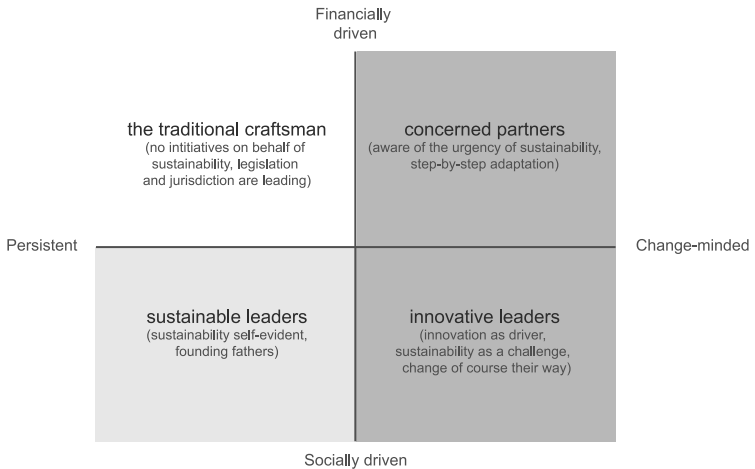 Financially
driven
the traditional craftsman
(no intitiatives on behalf of
sustainability, legislation
and jurisdiction are leading)
concerned partners
(aware of the urgency of sustainability,
step-by-step adaptation)
Persistent
Change-minded
sustainable leaders
(sustainability self-evident,
founding fathers)
innovative leaders
(innovation as driver,
sustainability as a challenge,
change of course their way)
Socially driven